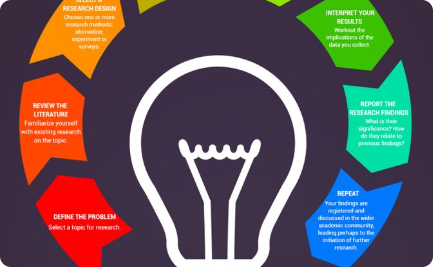 RESEARCH DESIGN
Choose one or more
research methods,
observation,
experiment or
surveys.
REVIEW THE
LITERATURE
Familiarize yourself
with existing research
on the topic.
DEFINE THE PROBLEM
Select a topic for research.
INTERPRET YOUR
RESULTS
Workout the
implications of the
data you collect.
REPORT THE
RESEARCH FINDINGS
What is their
significance? How
do they relate to
previous findings?
REPEAT
Your findings are
registered and
discussed in the wider
academic community,
leading perhaps to the
initiation of further
research.